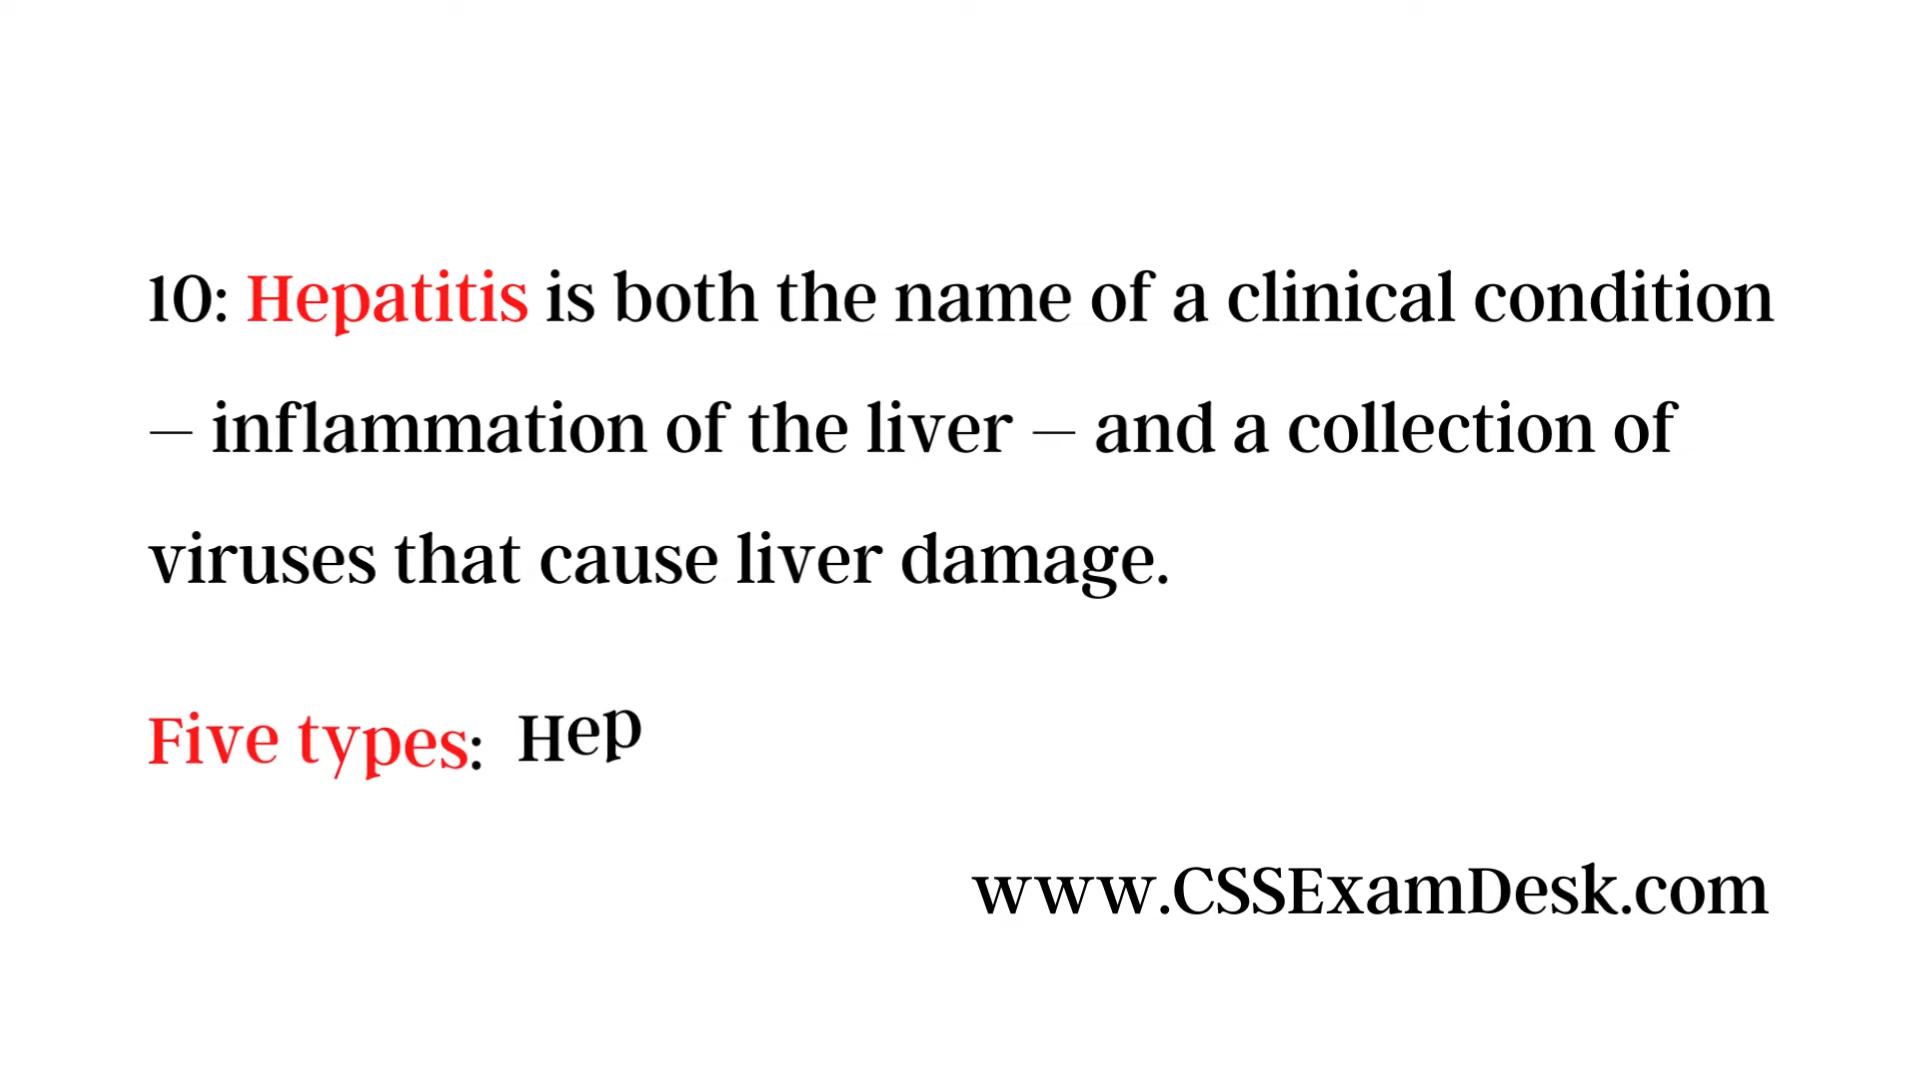 10: Hepatitis is both the name of a clinical condition
– inflammation of the liver – and a collection of
viruses that cause liver damage.
Five types: Hep
www.CSSExamDesk.com